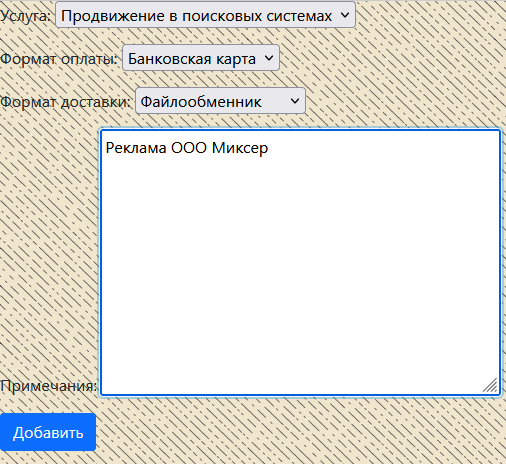 Услуга: Продвижение в поисковых системах
Формат оплаты: Банковская карта
Формат доставки: Файлообменник
Реклама ООО Миксер
Примечания:
Добавить